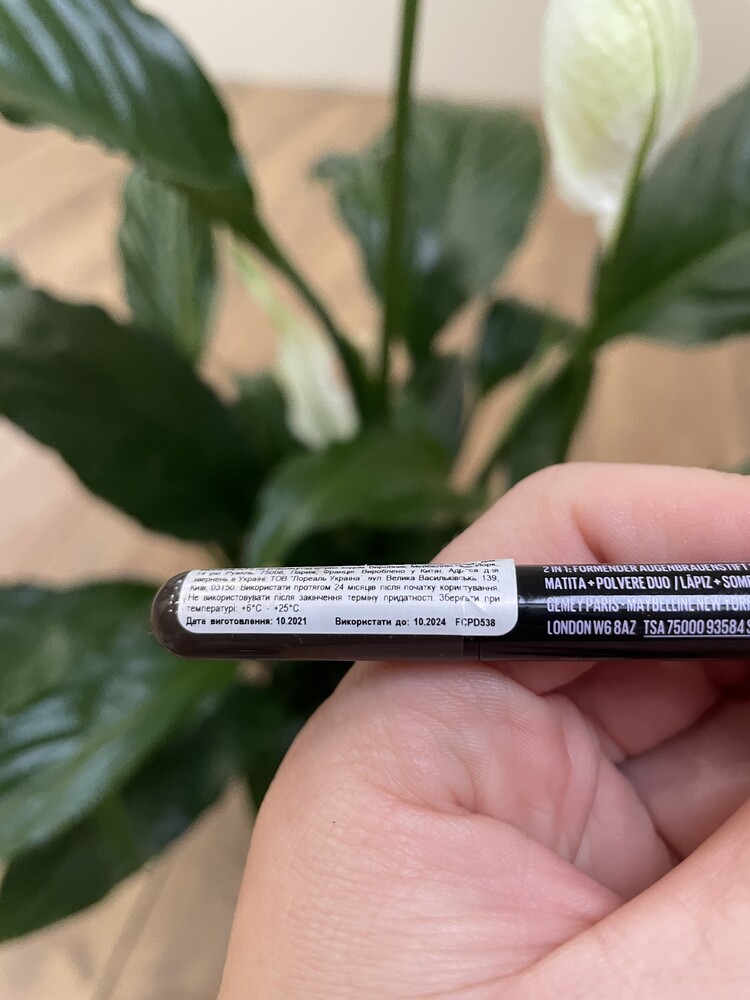 14 рю Руаяль, 75008, Париж, Франція. Вироблено у Китаї. Адреса для
звернень в Україні: ТОВ "Лореаль Україна" вул. Велика Васильківська, 139,
Київ, 03150. Використати протягом 24 місяців після початку користування.
Не використовувати після закінчення терміну придатності. Зберігати при
температурі: +6°C - +25°C
Дата виготовлення: 10.2021 Використати до: 10.2024 FCPD538
2 IN 1: FORMENDER AUGENBRAUENSTIFT
MATITA + POLVERE DUO / LÁPIZ + SOM
GEMEY PARIS - MAYBELLINE NEW YORK
LONDON W6 8AZ TSA 75000 93584 S